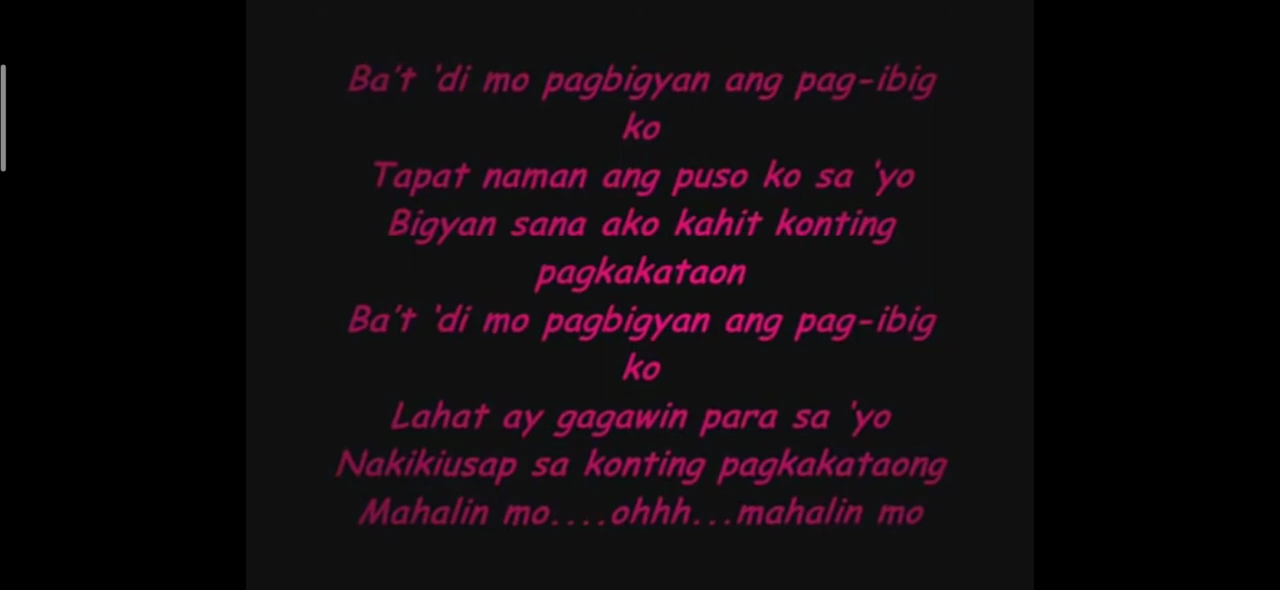 Ba't 'di mo pagbigyan ang pag-ibig
ko
Tapat naman ang puso ko sa 'yo
Bigyan sana ako kahit konting
pagkakataon
Ba't 'di mo pagbigyan ang pag-ibig
ko
Lahat ay gagawin para sa 'yo
Nakikiusap sa konting pagkakataong
Mahalin mo....ohhh...mahalin mo